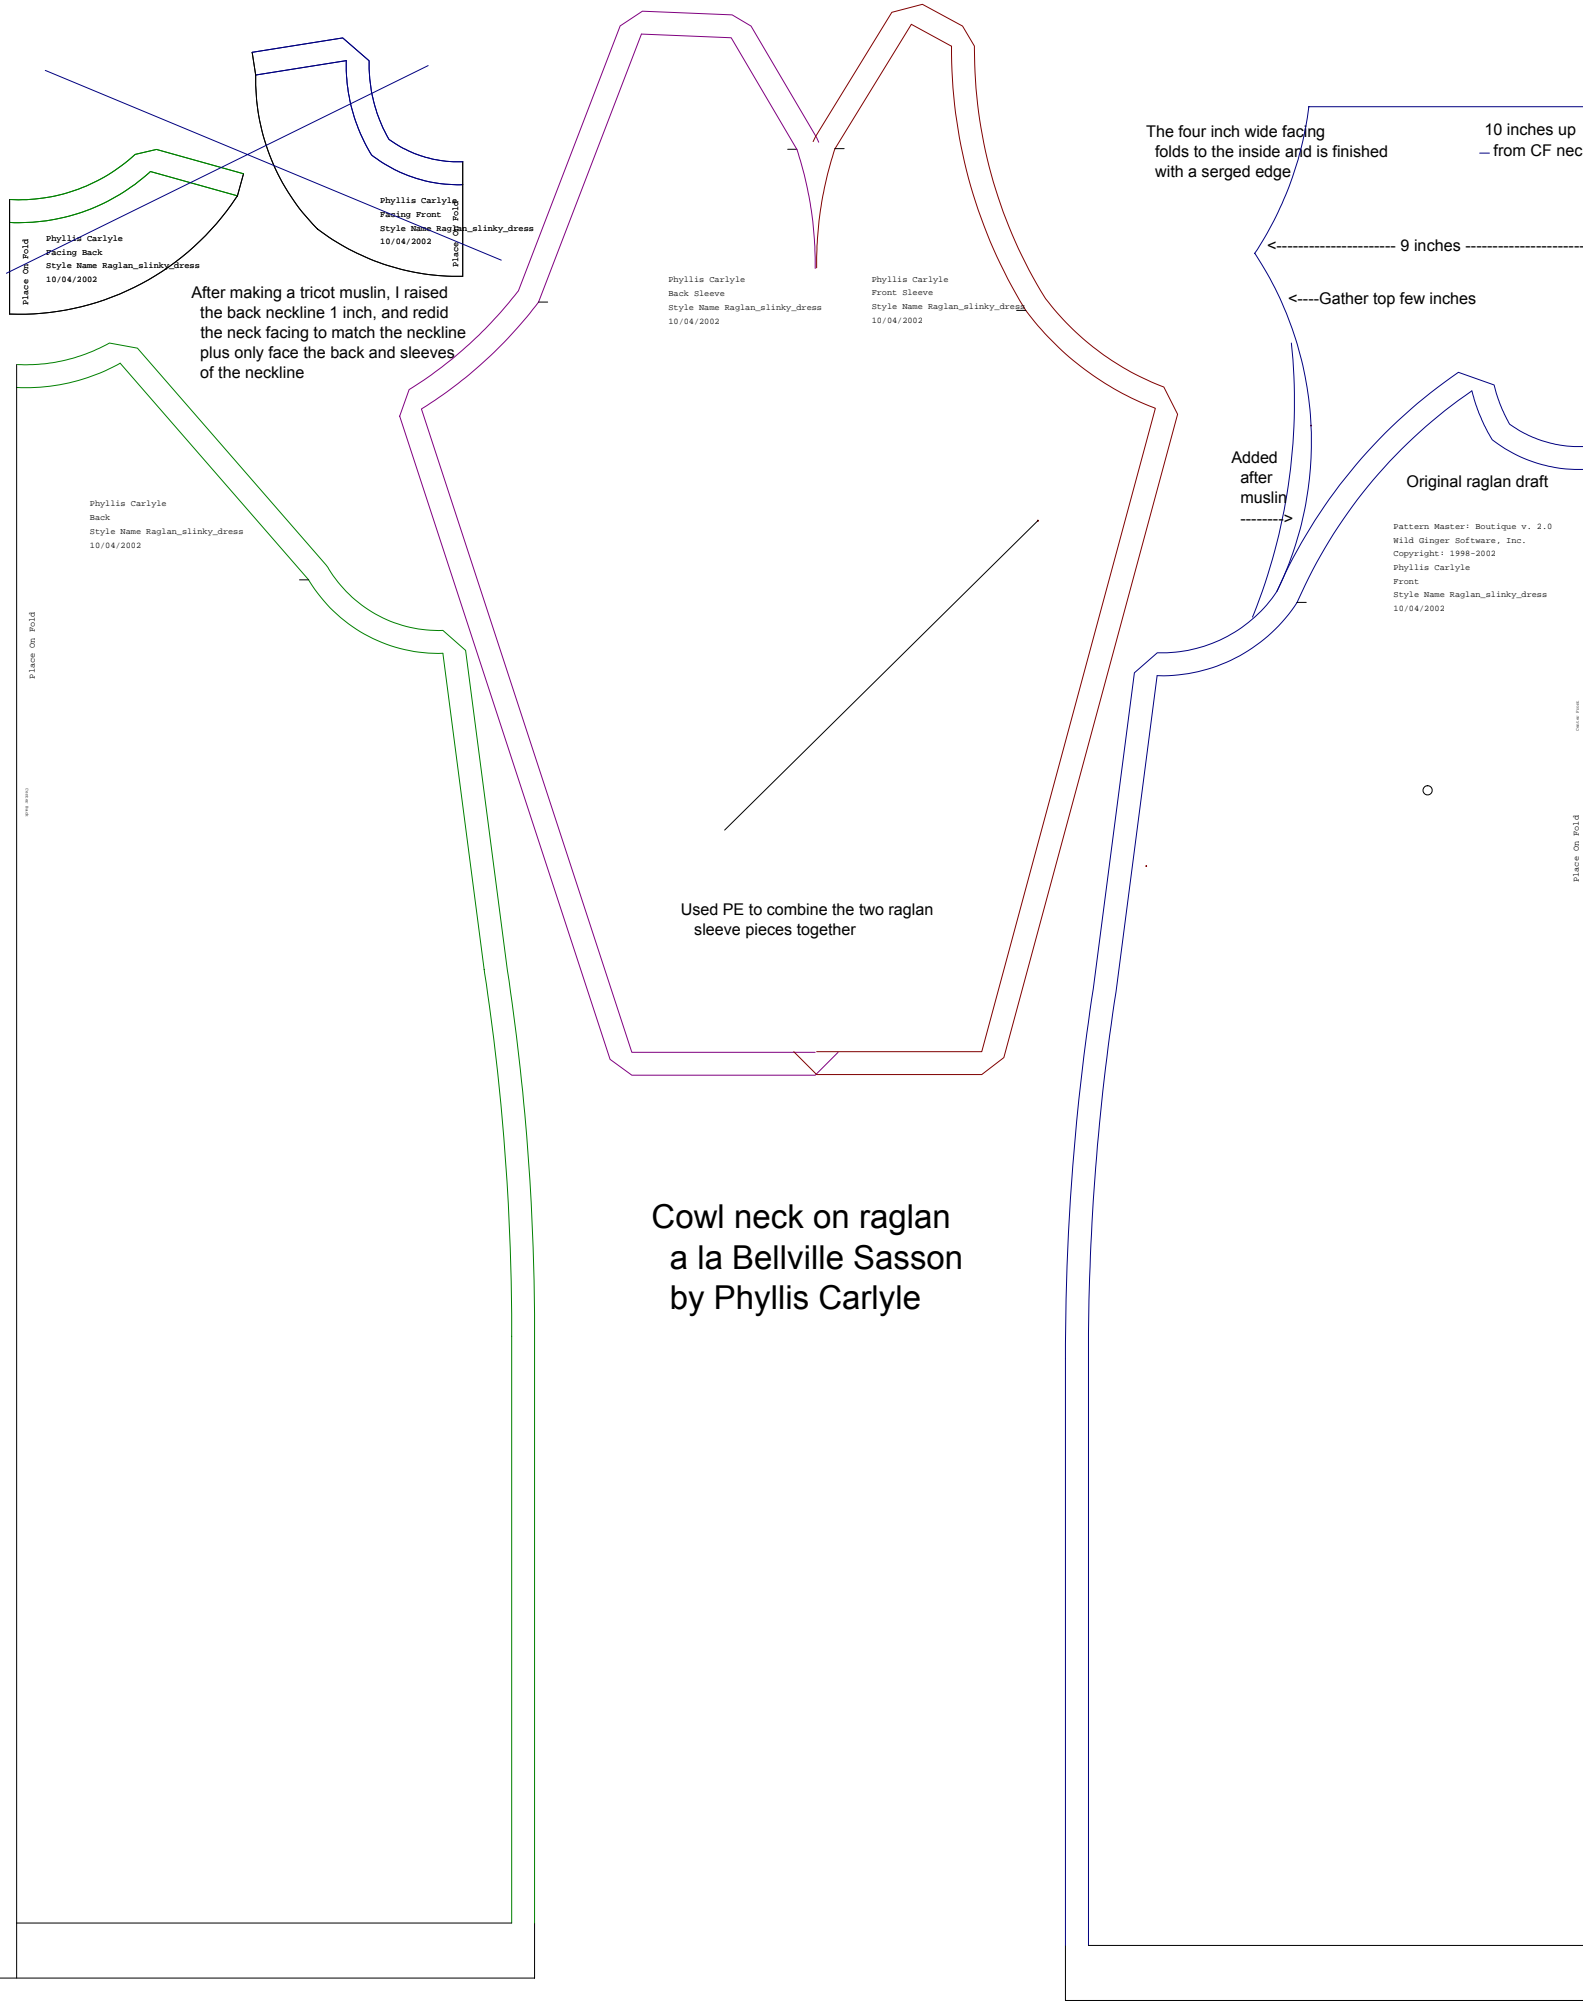 Phyllis Carlyle
Facing Front
Style Name Raglan_slinky_dress
10/04/2002
Place On Fold
Phyllis Carlyle
Facing Back
Style Name Raglan_slinky_dress
10/04/2002
Place On Fold
After making a tricot muslin, I raised
the back neckline 1 inch, and redid
the neck facing to match the neckline
plus only face the back and sleeves
of the neckline
Phyllis Carlyle
Back
Style Name Raglan_slinky_dress
10/04/2002
Place On Fold
Center Back
Phyllis Carlyle
Back Sleeve
Style Name Raglan_slinky_dress
10/04/2002
Phyllis Carlyle
Front Sleeve
Style Name Raglan_slinky_dress
10/04/2002
Used PE to combine the two raglan
sleeve pieces together
Cowl neck on raglan
a la Bellville Sasson
by Phyllis Carlyle
The four inch wide facing
folds to the inside and is finished
with a serged edge
10 inches up
from CF nec
<---------------------- 9 inches ----------------------
<----Gather top few inches
Added
after
muslin
-------->
Original raglan draft
Pattern Master: Boutique v. 2.0
Wild Ginger Software, Inc.
Copyright: 1998-2002
Phyllis Carlyle
Front
Style Name Raglan_slinky_dress
10/04/2002
Center Front
Place On Fold